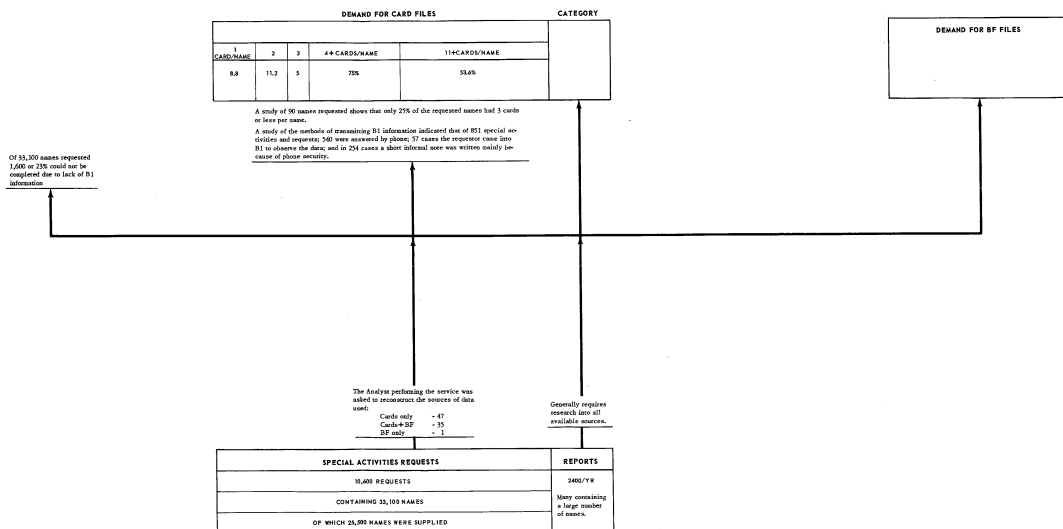 DEMAND FOR CARD FILES
CATEGORY
1
CARD/NAME
2
3
4+ CARDS/NAME
11+CARDS/NAME
8.8
11.2
5
75%
53.6%
A study of 90 names requested shows that only 25% of the requested names had 3 cards
or less per name.
A study of the methods of transmitting B1 information indicated that of 851 special ac-
tivities and requests; 540 were answered by phone; 57 cases the requestor came into
B1 to observe the data; and in 254 cases a short informal note was written mainly be-
cause of phone security.
DEMAND FOR BF FILES
Of 33,100 names requested
1,600 or 23% could not be
completed due to lack of B1
information
The Analyst performing the service was
asked to reconstruct the sources of data
used:
Cards only - 47
Cards+BF - 35
BF only - 1
Generally requires
research into all
available sources.
SPECIAL ACTIVITIES REQUESTS
REPORTS
10,600 REQUESTS
2400/YR
CONTAINING 33,100 NAMES
Many containing
a large number
of names.
OF WHICH 25,500 NAMES WERE SUPPLIED